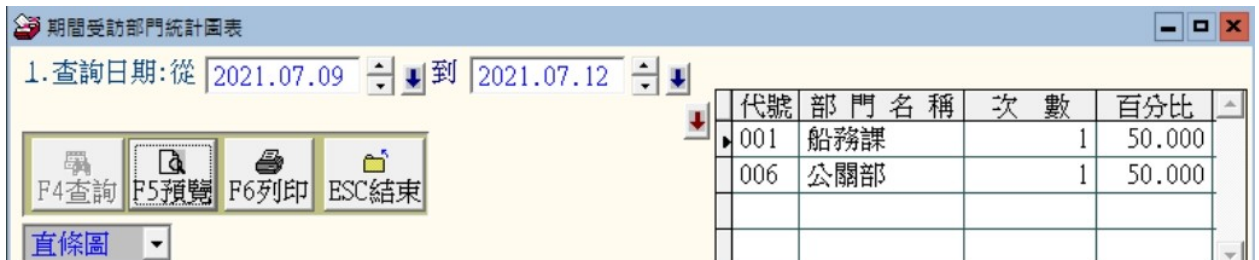 期間受訪部門統計圖表
1.查詢日期:從 2021.07.09 到 2021.07.12
代號 部門名稱 次數 百分比
001 船務課 1 50.000
006 公關部 1 50.000
F4查詢 F5預覽 F6列印 ESC結束
直條圖